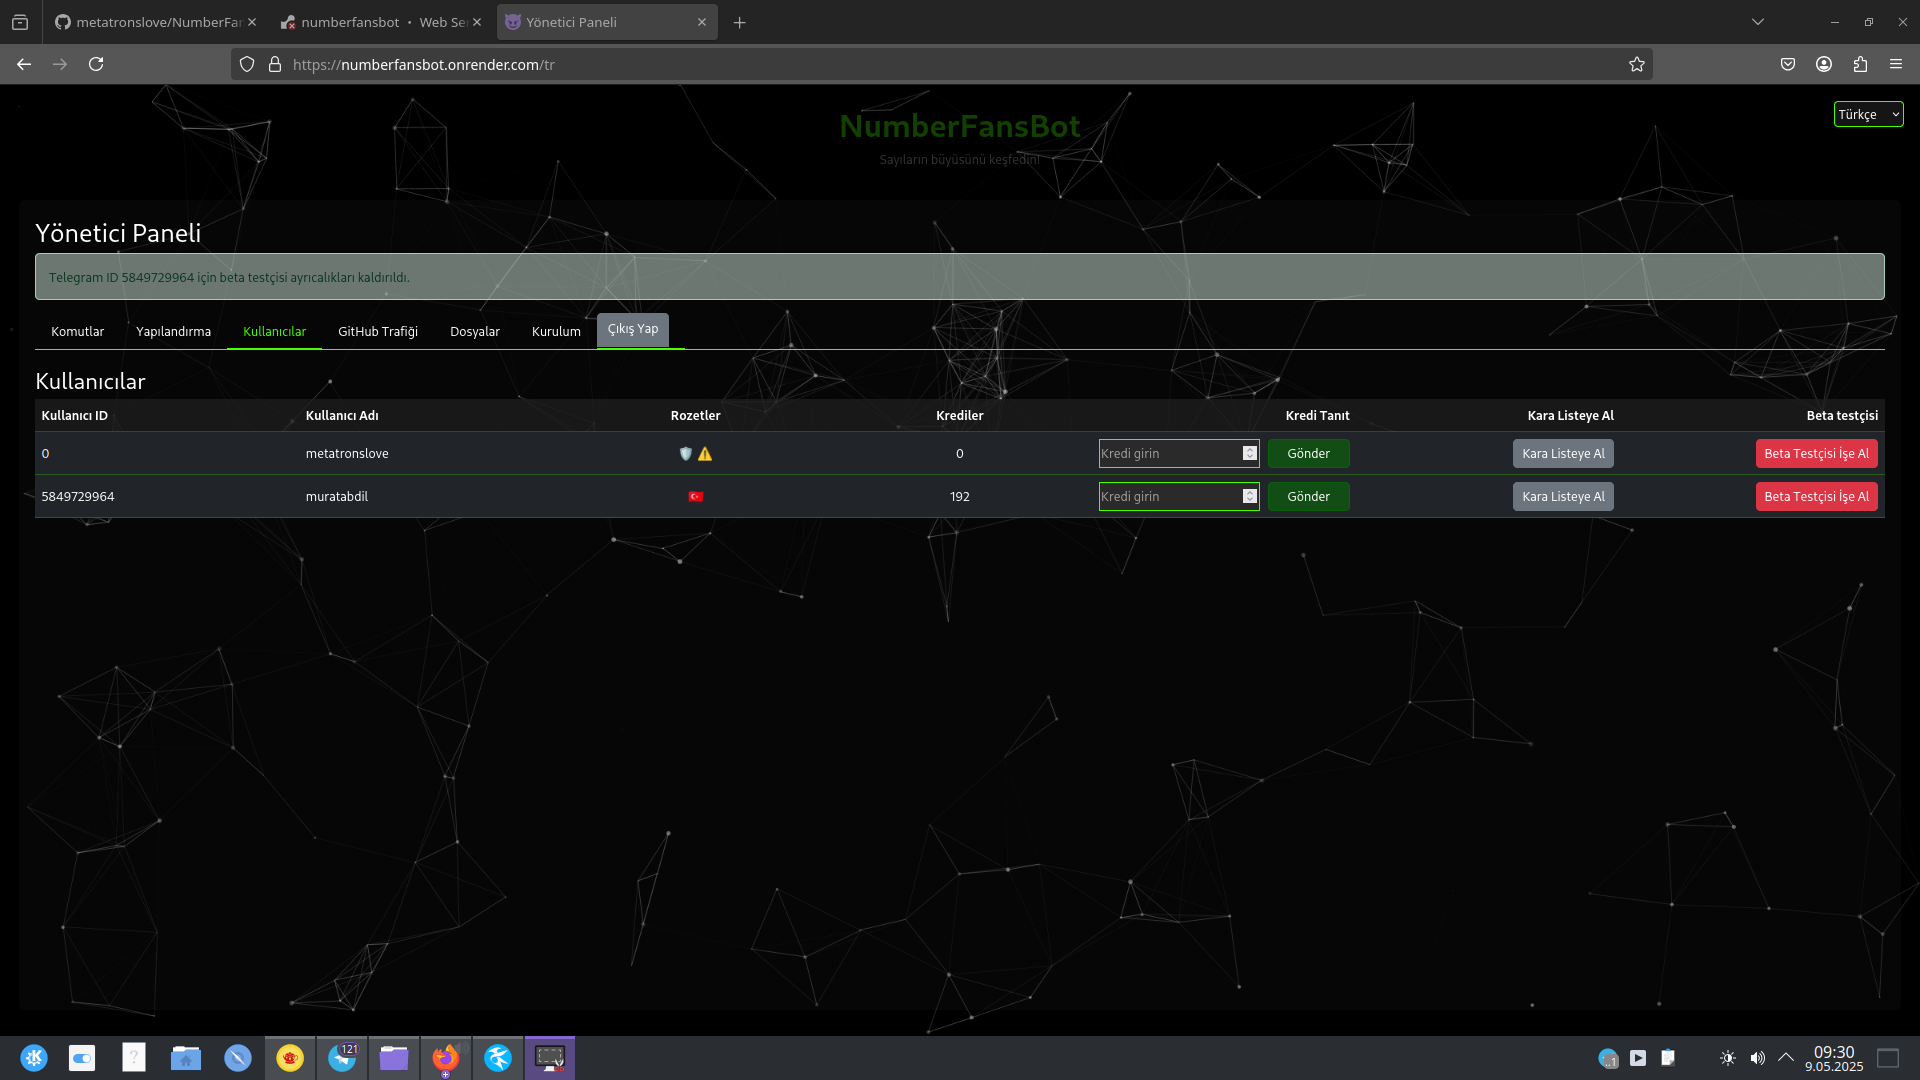 metatronslove/NumberFan
numberfansbot • Web Se
Yönetici Paneli
https://numberfansbot.onrender.com/tr
Türkçe
NumberFansBot
Sayıların büyüsünü keşfedin!
Yönetici Paneli
Telegram ID 5849729964 için beta testçisi ayrıcalıkları kaldırıldı.
Komutlar Yapılandırma Kullanıcılar GitHub Trafiği Dosyalar Kurulum Çıkış Yap
Kullanıcılar
Kullanıcı ID Kullanıcı Adı Rozetler Krediler Kredi Tanıt Kara Listeye Al Beta testçisi
0 metatronslove 0 Kredi girin Gönder Kara Listeye Al Beta Testçisi İşe Al
5849729964 muratabdil 192 Kredi girin Gönder Kara Listeye Al Beta Testçisi İşe Al
121
09:30
9.05.2025